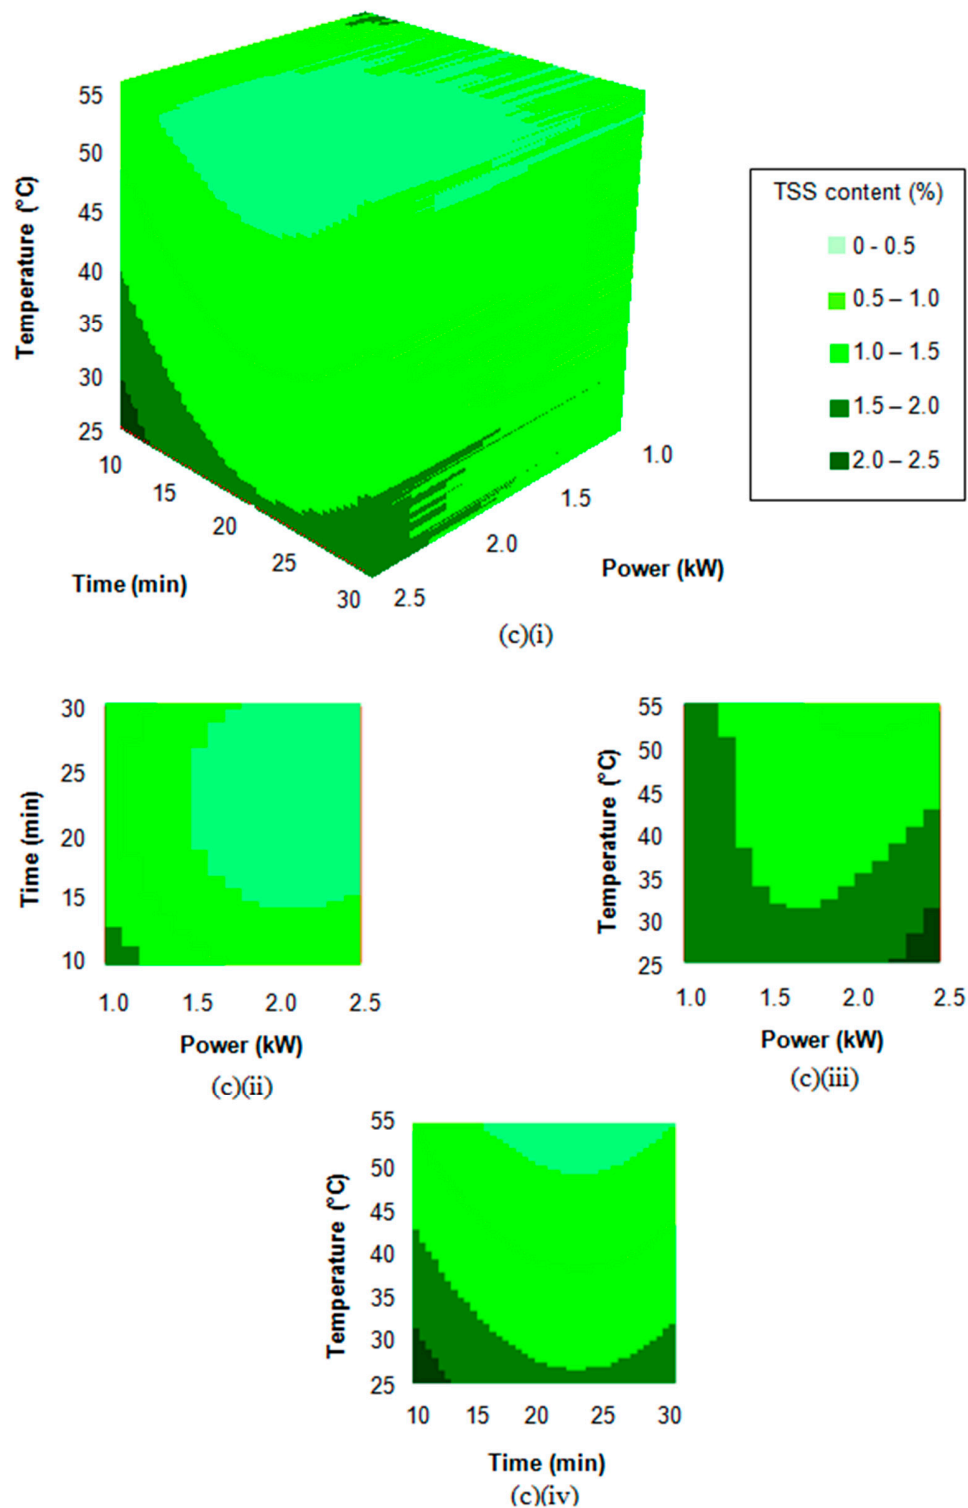 55
50
45
40
35
30
25
Temperature (°C)
10
15
20
25
30
Time (min)
2.5
2.0
1.5
1.0
Power (kW)
TSS content (%)
0 - 0.5
0.5 – 1.0
1.0 – 1.5
1.5 – 2.0
2.0 – 2.5
(c)(i)
30
25
20
15
10
Time (min)
1.0 1.5 2.0 2.5
Power (kW)
(c)(ii)
55
50
45
40
35
30
25
Temperature (°C)
1.0 1.5 2.0 2.5
Power (kW)
(c)(iii)
55
50
45
40
35
30
25
Temperature (°C)
10 15 20 25 30
Time (min)
(c)(iv)